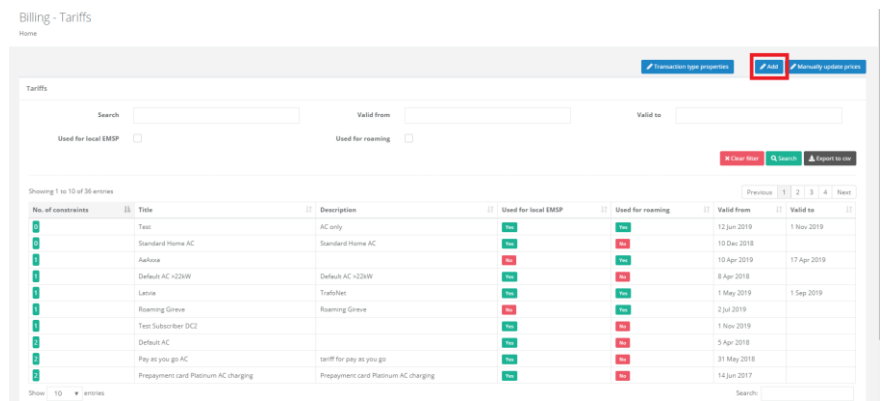 Billing - Tariffs
Home
Transaction type properties Add Manually update prices
Tariffs
Search Valid from Valid to
Used for local EMSP Used for roaming
Clear filter Search Export to csv
Showing 1 to 10 of 36 entries Previous 1 2 3 4 Next
No. of constraints Title Description Used for local EMSP Used for roaming Valid from Valid to
0 Test AC only Yes Yes 12 Jun 2019 1 Nov 2019
0 Standard Home AC Standard Home AC Yes No 10 Dec 2018
1 No Yes 10 Apr 2019 17 Apr 2019
1 Default AC >22kW Default AC >22kW Yes No 8 Apr 2018
1 Latvia TrafoNet Yes Yes 1 May 2019 1 Sep 2019
1 Roaming Gireve Roaming Gireve No Yes 2 Jul 2019
1 Test Subscriber DC2 Yes No 1 Nov 2019
2 Default AC Yes No 5 Apr 2018
2 Pay as you go AC tariff for pay as you go Yes No 31 May 2018
2 Prepayment card Platinum AC charging Prepayment card Platinum AC charging Yes No 14 Jun 2017
Show 10 entries Search: